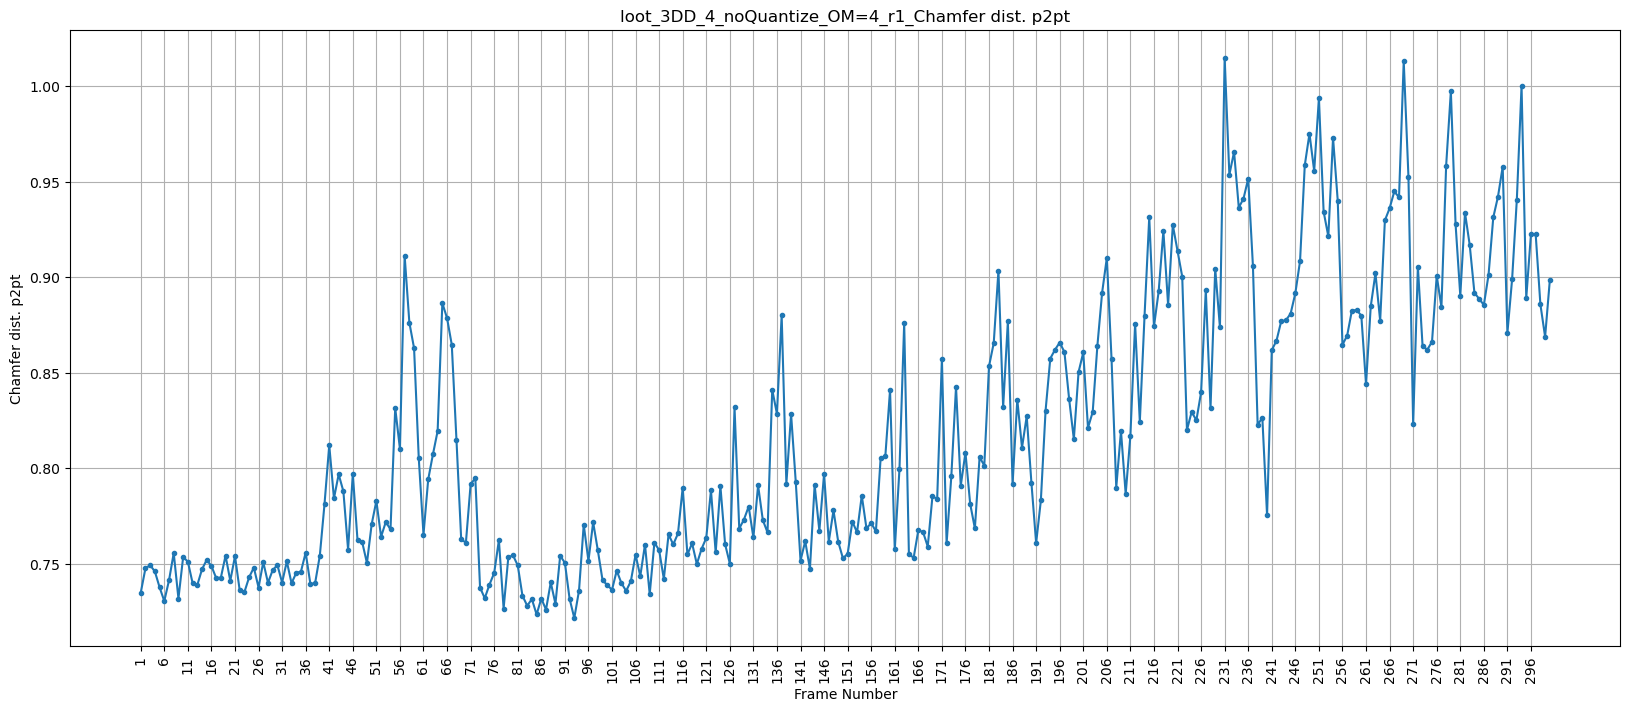 loot_3DD_4_noQuantize_OM=4_r1_Chamfer dist. p2pt
1.00
0.95
0.90
0.85
0.80
0.75
Chamfer dist. p2pt
1 6 11 16 21 26 31 36 41 46 51 56 61 66 71 76 81 86 91 96 101 106 111 116 121 126 131 136 141 146 151 156 161 166 171 176 181 186 191 196 201 206 211 216 221 226 231 236 241 246 251 256 261 266 271 276 281 286 291 296
Frame Number